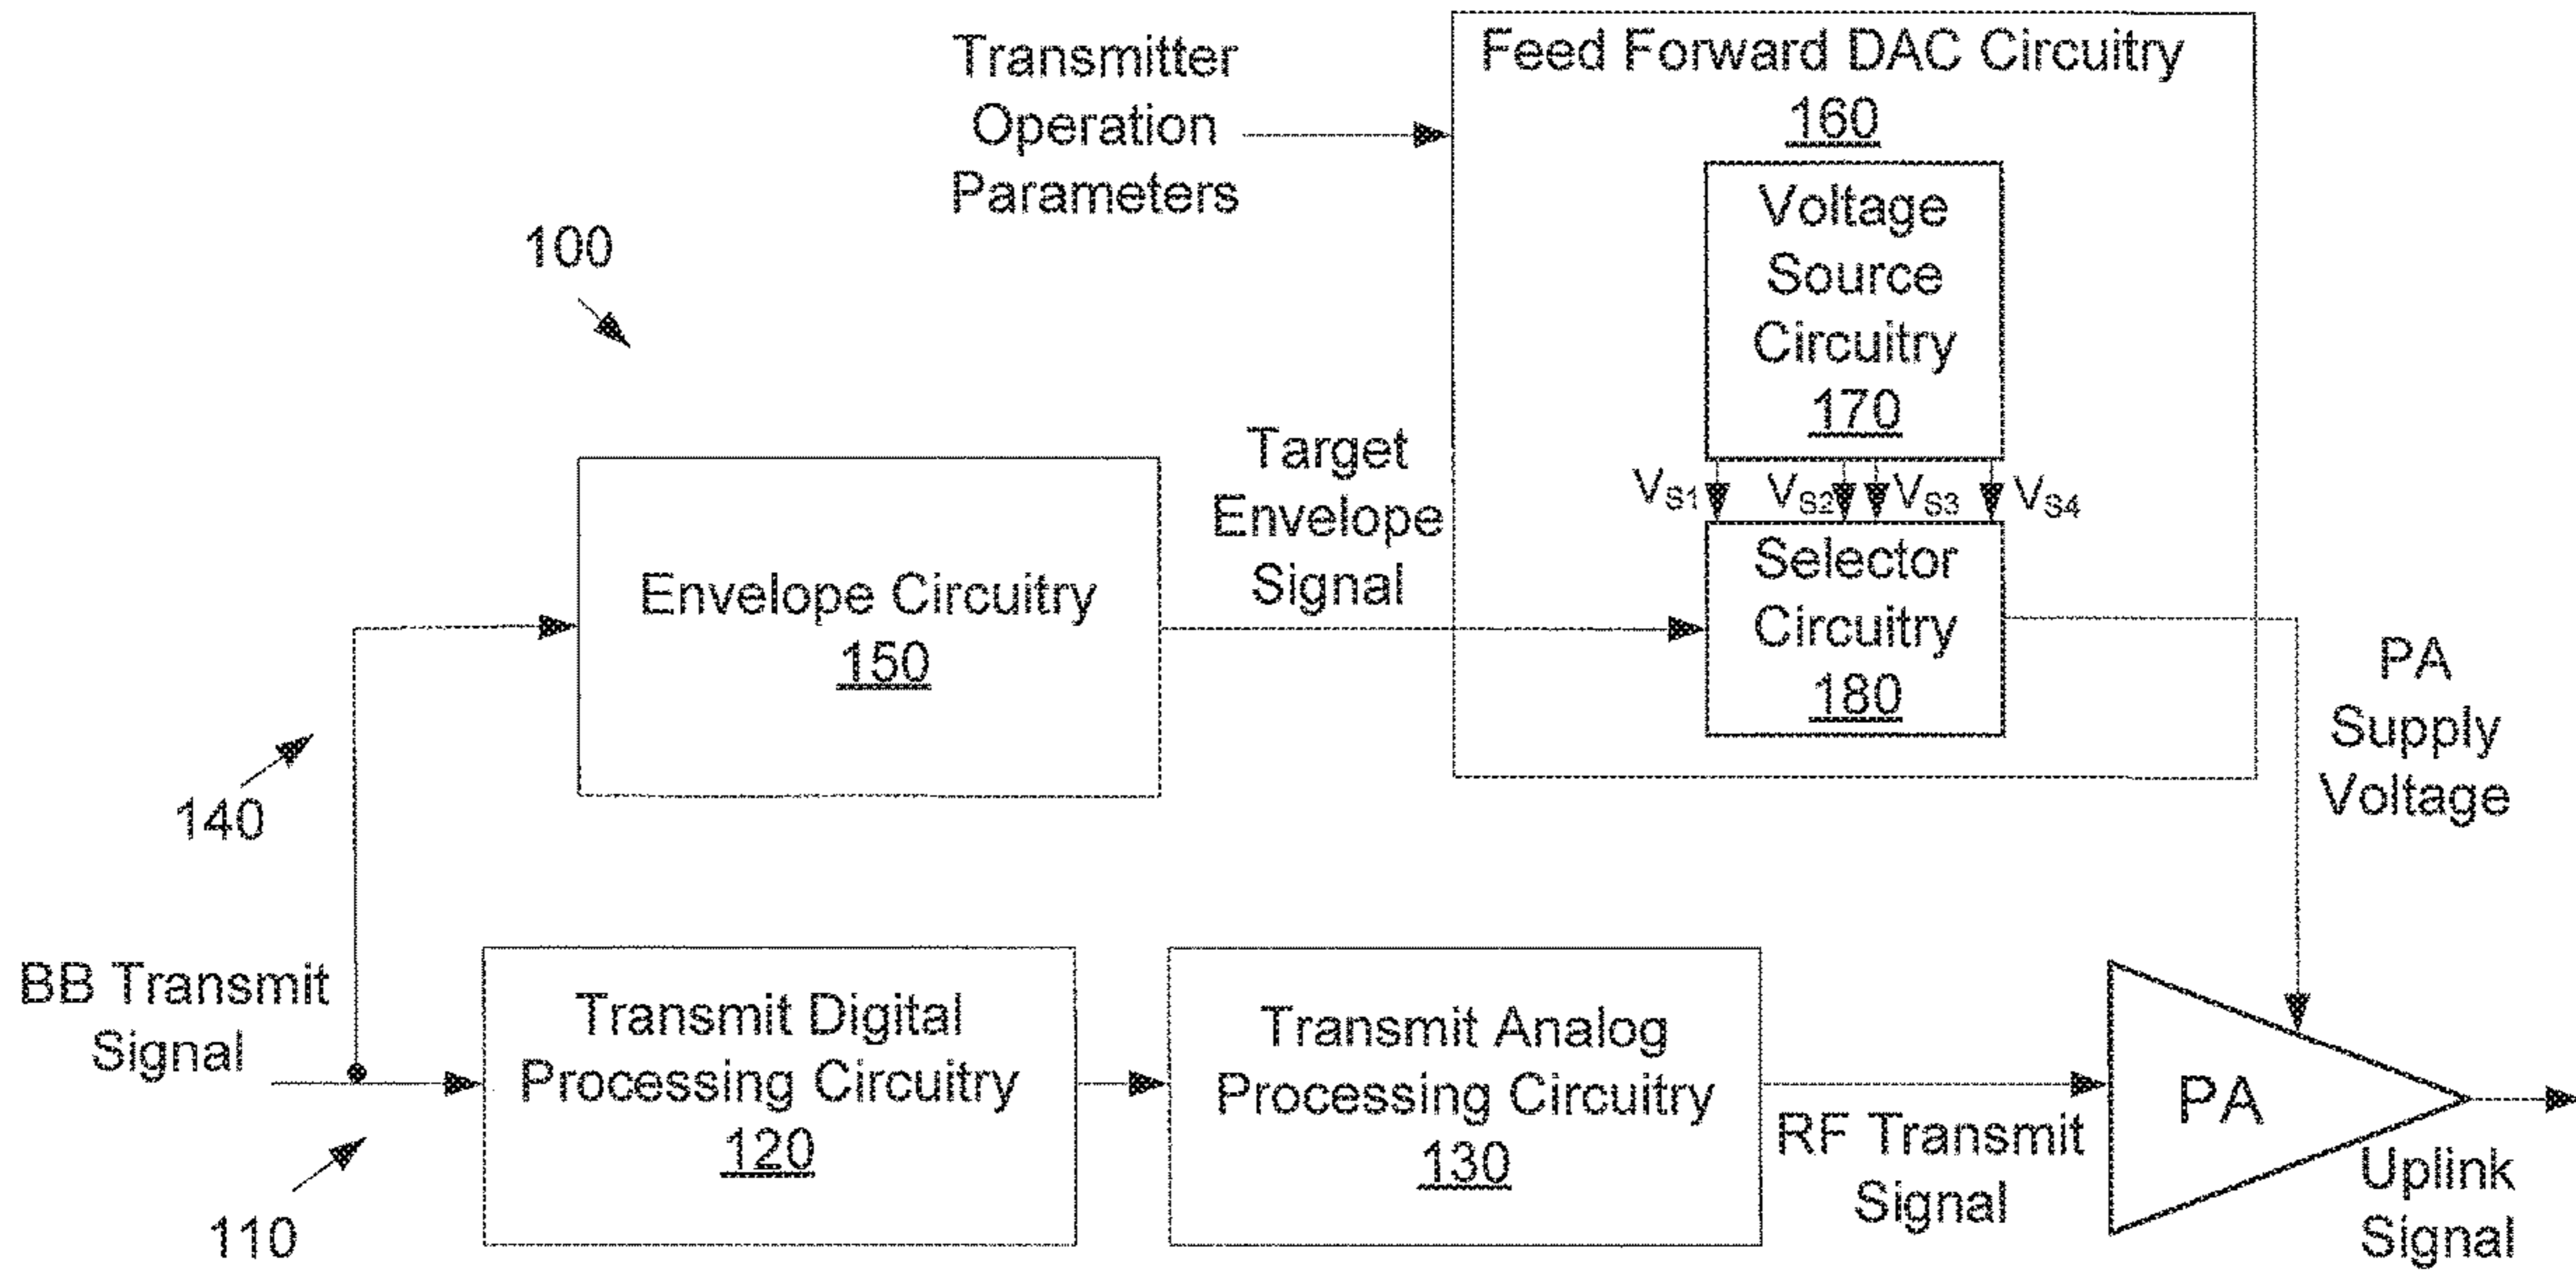 Transmitter
Operation
Parameters
Feed Forward DAC Circuitry
160
Voltage
Source
Circuitry
170
100
Target
Envelope
Signal
VS1
VS2
VS3
VS4
Selector
Circuitry
180
Envelope Circuitry
150
PA
Supply
Voltage
140
BB Transmit
Signal
Transmit Digital
Processing Circuitry
120
Transmit Analog
Processing Circuitry
130
RF Transmit
Signal
PA
Uplink
Signal
110